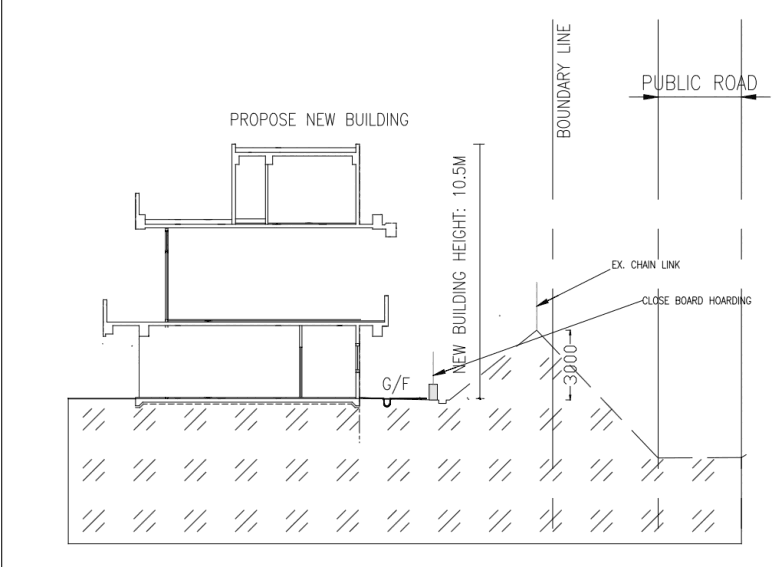 BOUNDARY LINE
PUBLIC ROAD
PROPOSE NEW BUILDING
NEW BUILDING HEIGHT: 10.5M
EX. CHAIN LINK
CLOSE BOARD HOARDING
3000
G/F